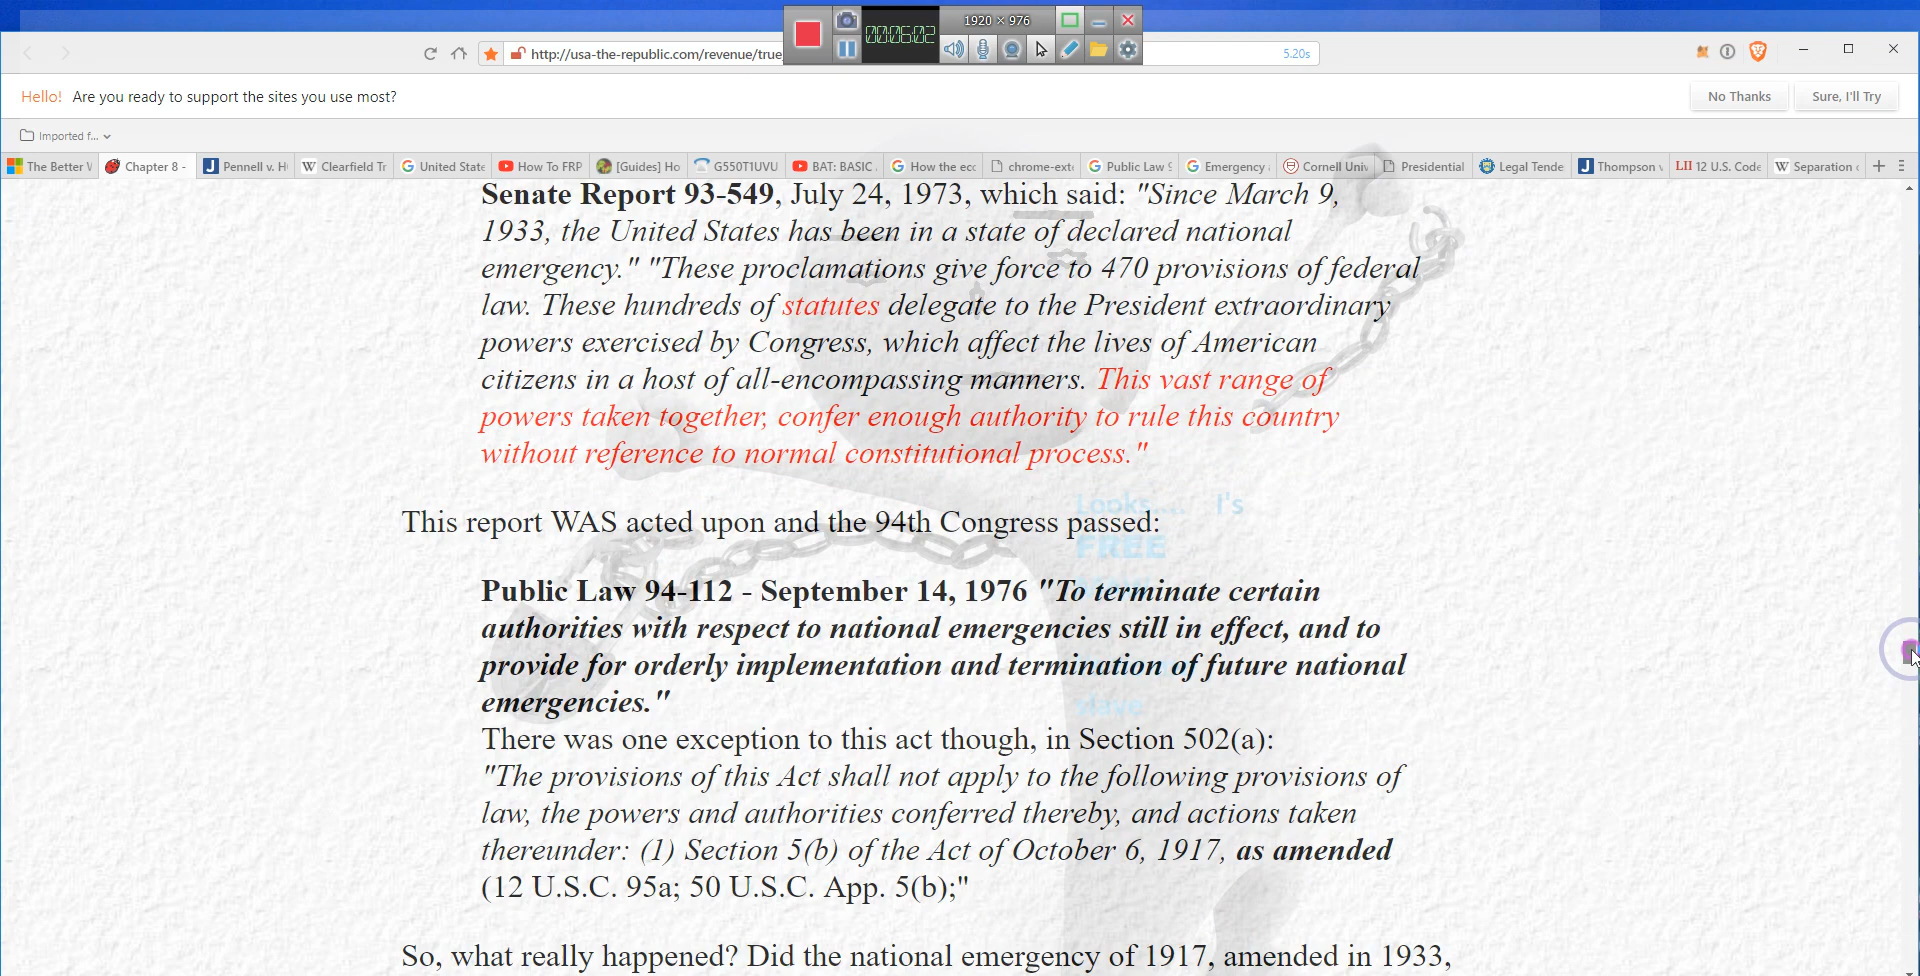 1920 × 976
00:06:02
http://usa-the-republic.com/revenue/true_
5.20s
Hello! Are you ready to support the sites you use most?
No Thanks
Sure, I'll Try
Imported f...
The Better V
Chapter 8 -
Pennell v. H
Clearfield Tr
United State
How To FRP
[Guides] Ho
G550T1UVU
BAT: BASIC
How the ecc
chrome-exte
Public Law 9
Emergency
Cornell Univ
Presidential
Legal Tende
Thompson v
LII 12 U.S. Code
Separation o
Senate Report 93-549, July 24, 1973, which said: "Since March 9,
1933, the United States has been in a state of declared national
emergency." "These proclamations give force to 470 provisions of federal
law. These hundreds of statutes delegate to the President extraordinary
powers exercised by Congress, which affect the lives of American
citizens in a host of all-encompassing manners. This vast range of
powers taken together, confer enough authority to rule this country
without reference to normal constitutional process."
Looks.... I's
This report WAS acted upon and the 94th Congress passed:
FREE
Public Law 94-112 - September 14, 1976 "To terminate certain
authorities with respect to national emergencies still in effect, and to
provide for orderly implementation and termination of future national
emergencies."
slave
There was one exception to this act though, in Section 502(a):
"The provisions of this Act shall not apply to the following provisions of
law, the powers and authorities conferred thereby, and actions taken
thereunder: (1) Section 5(b) of the Act of October 6, 1917, as amended
(12 U.S.C. 95a; 50 U.S.C. App. 5(b);"
So, what really happened? Did the national emergency of 1917, amended in 1933,